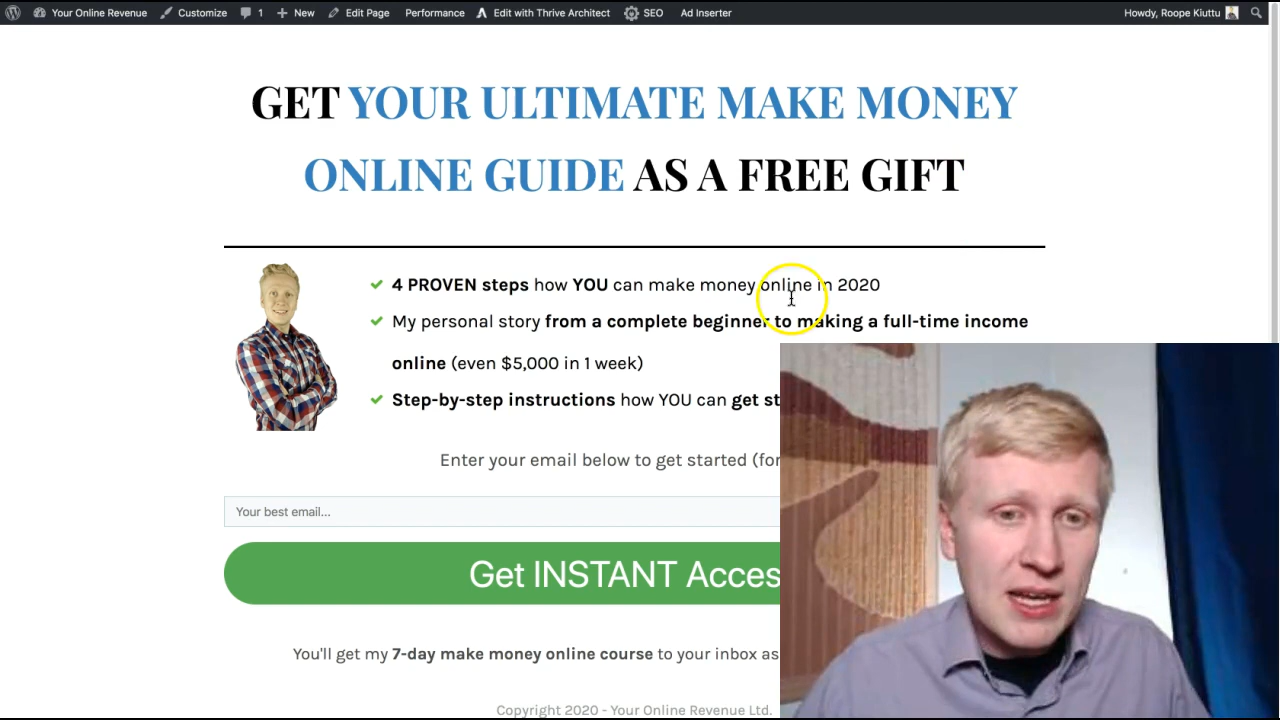 Your Online Revenue Customize 1 New Edit Page Performance Edit with Thrive Architect SEO Ad Inserter Howdy, Roope Kiuttu
GET YOUR ULTIMATE MAKE MONEY
ONLINE GUIDE AS A FREE GIFT
4 PROVEN steps how YOU can make money online in 2020
My personal story from a complete beginner to making a full-time income
online (even $5,000 in 1 week)
Step-by-step instructions how YOU can get st
Enter your email below to get started (for
Your best email...
Get INSTANT Acces
You'll get my 7-day make money online course to your inbox as
Copyright 2020 - Your Online Revenue Ltd.